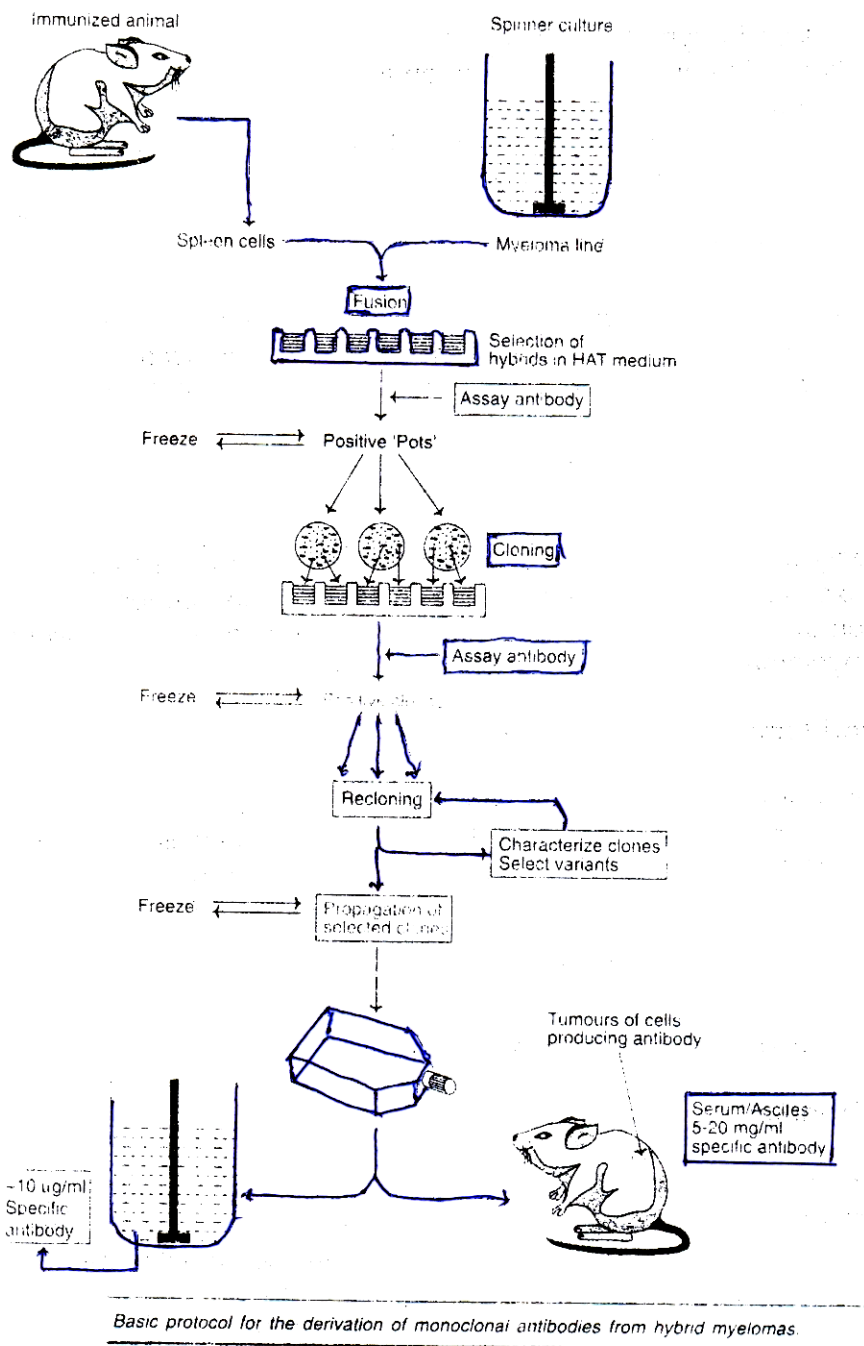 Immunized animal
Spinner culture
Spleen cells
Myeloma line
Fusion
Selection of
hybrids in HAT medium
Assay antibody
Freeze
Positive 'Pots'
Cloning
Assay antibody
Freeze
Recloning
Characterize clones
Select variants
Freeze
Propagation of
selected clones
Tumours of cells
producing antibody
Serum/Ascites
5-20 mg/ml
specific antibody
~10 ug/ml
Specific
antibody
Basic protocol for the derivation of monoclonal antibodies from hybrid myelomas.